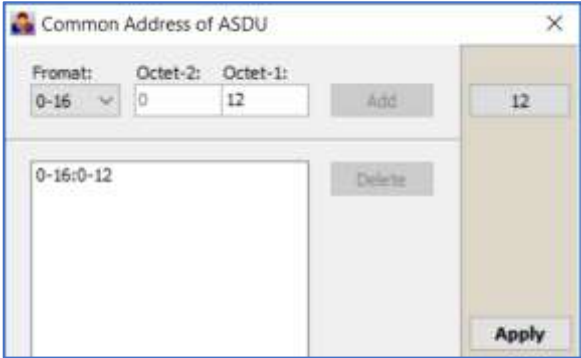 Common Address of ASDU
Fromat: Octet-2: Octet-1:
0-16 0 12 Add 12
0-16:0-12 Delete
Apply